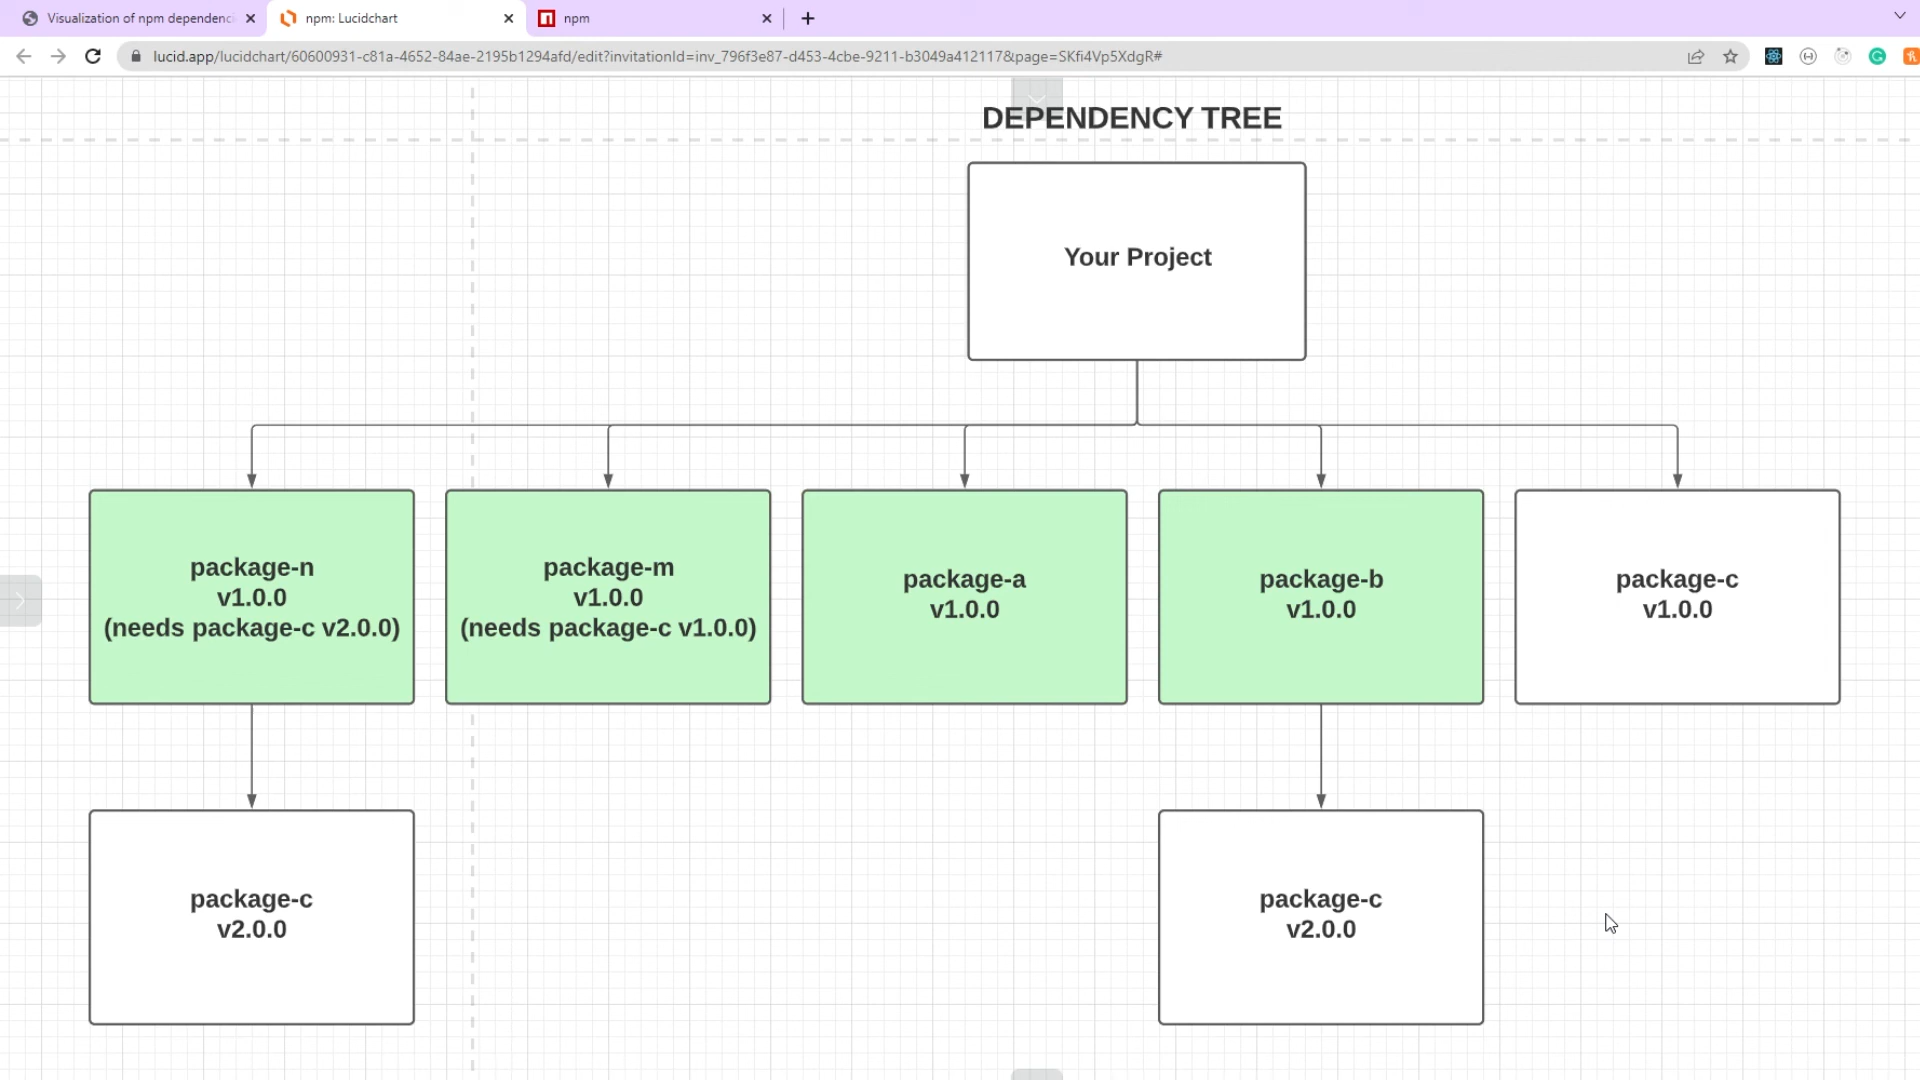 Visualization of npm dependenc
npm: Lucidchart
npm
lucid.app/lucidchart/60600931-c81a-4652-84ae-2195b1294afd/edit?invitationId=inv_796f3e87-d453-4cbe-9211-b3049a412117&page=SKfi4Vp5XdgR#
DEPENDENCY TREE
Your Project
package-n
v1.0.0
(needs package-c v2.0.0)
package-m
v1.0.0
(needs package-c v1.0.0)
package-a
v1.0.0
package-b
v1.0.0
package-c
v1.0.0
package-c
v2.0.0
package-c
v2.0.0